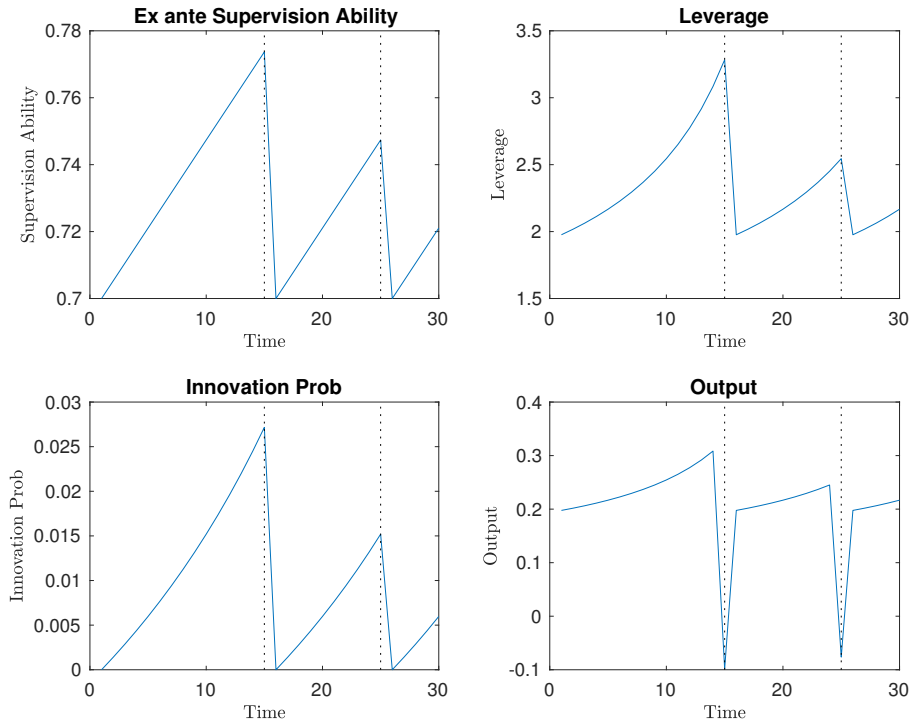 Ex ante Supervision Ability
0.78
0.76
0.74
0.72
0.7
Supervision Ability
0 10 20 30
Time
Leverage
3.5
3
2.5
2
1.5
Leverage
0 10 20 30
Time
Innovation Prob
0.03
0.025
0.02
0.015
0.01
0.005
0
Innovation Prob
0 10 20 30
Time
Output
0.4
0.3
0.2
0.1
0
-0.1
Output
0 10 20 30
Time